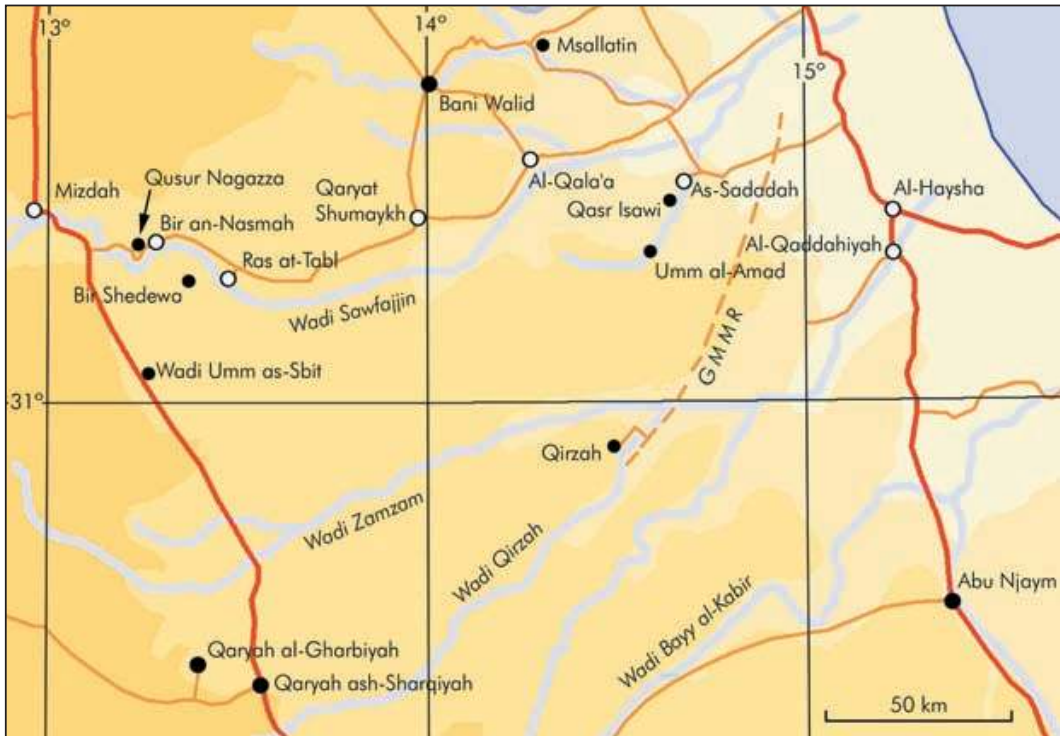 13°
14°
15°
Msallatin
Bani Walid
Mizdah
Qusur Nagazza
Bir an-Nasmah
Qaryat
Shumaykh
Al-Qala'a
As-Sadadah
Qasr Isawi
Al-Haysha
Al-Qaddahiyah
Umm al-Amad
Ras at-Tabl
Bir Shedewa
Wadi Sawfajjin
GMMR
Wadi Umm as-Sbit
31°
Qirzah
Wadi Zamzam
Wadi Qirzah
Wadi Bayy al-Kabir
Abu Njaym
Qaryah al-Gharbiyah
Qaryah ash-Sharqiyah
50 km